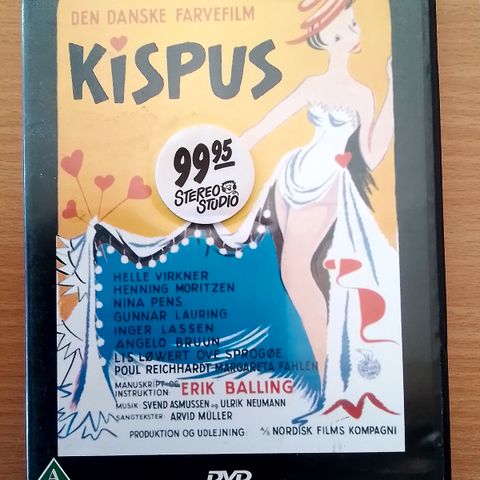 DEN DANSKE FARVEFILM
KISPUS
99 95
STEREO
STUDIO
HELLE VIRKNER
HENNING MORITZEN
NINA PENS
GUNNAR LAURING
INGER LASSEN
ANGELO BRUUN
LIS LØWERT OVE SPROGØE
POUL REICHHARDT MARGARETA FAHLEN
MANUSKRIPT-OG
INSTRUKTION ERIK BALLING
MUSIK: SVEND ASMUSSEN OG ULRIK NEUMANN
SANGTEKSTER: ARVID MÜLLER
PRODUKTION OG UDLEJNING A/S NORDISK FILMS KOMPAGNI
A
DVD